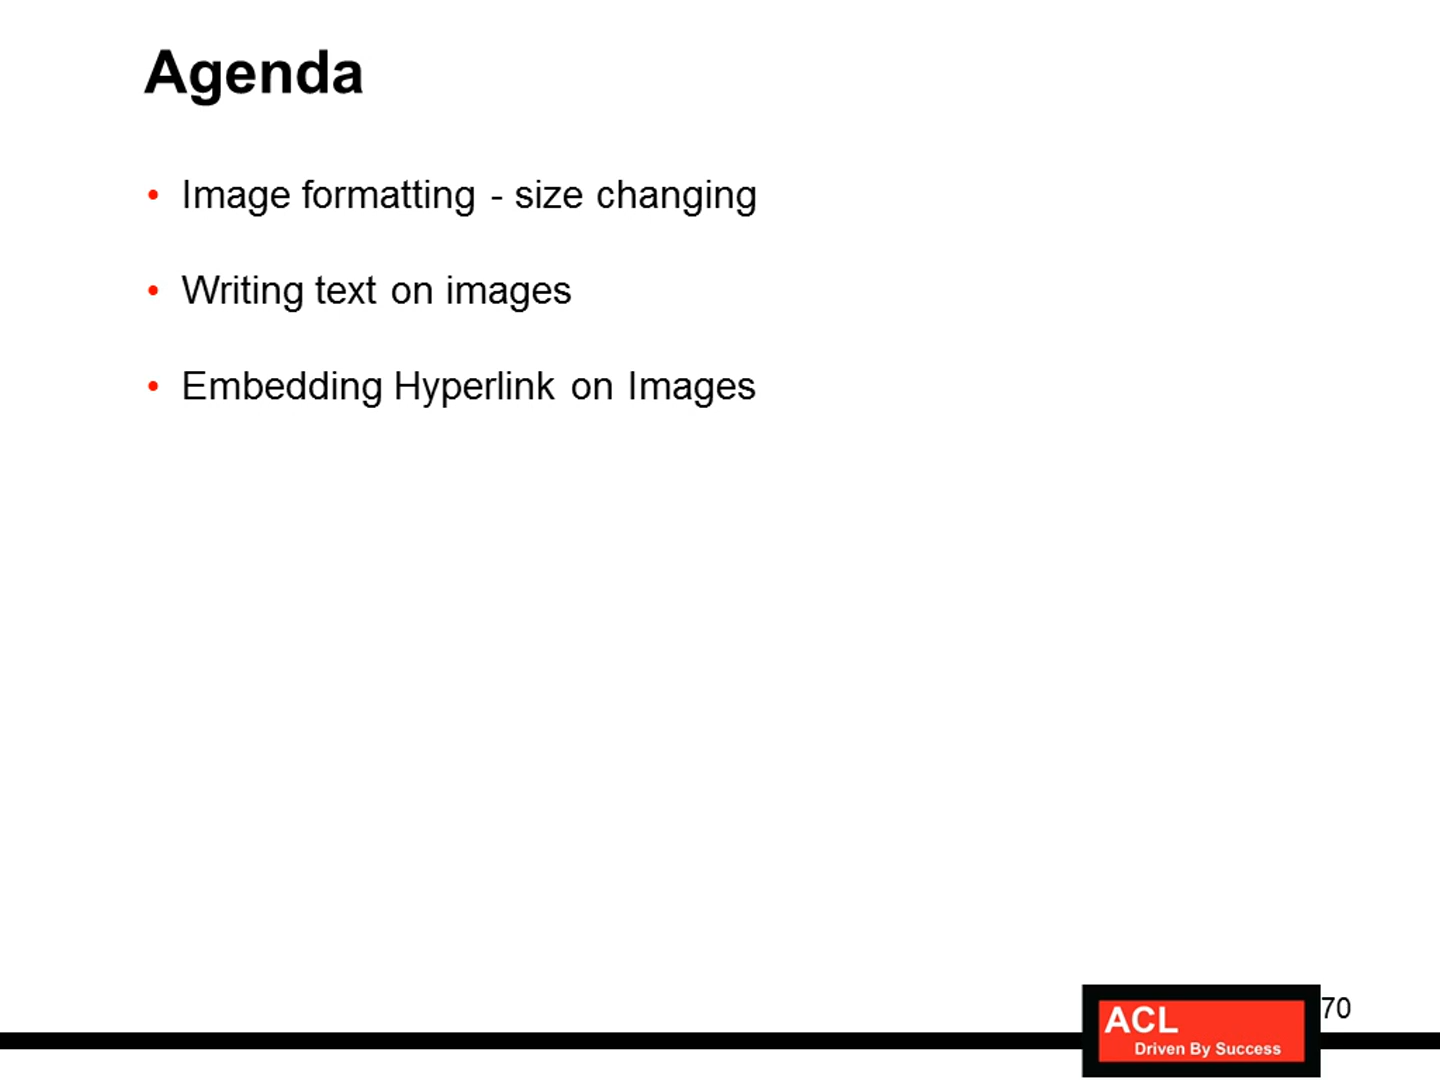 Agenda
• Image formatting - size changing
• Writing text on images
• Embedding Hyperlink on Images
70
ACL
Driven By Success